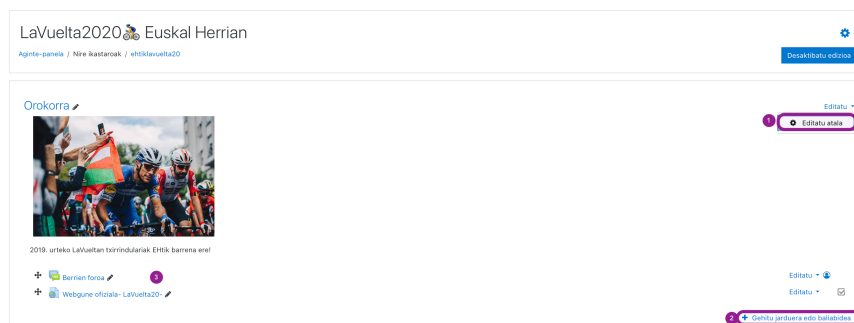 LaVuelta2020🚴 Euskal Herrian
Aginte-panela / Nire ikastaroak / ehtiklavuelta20
Desaktibatu edizioa
Orokorra
Editatu
1 Editatu atala
2019. urteko LaVueltan txirrindulariak EHtik barrena ere!
Berrien foroa 3 Editatu
Webgune ofiziala- LaVuelta20- Editatu
2 + Gehitu jarduera edo baliabidea